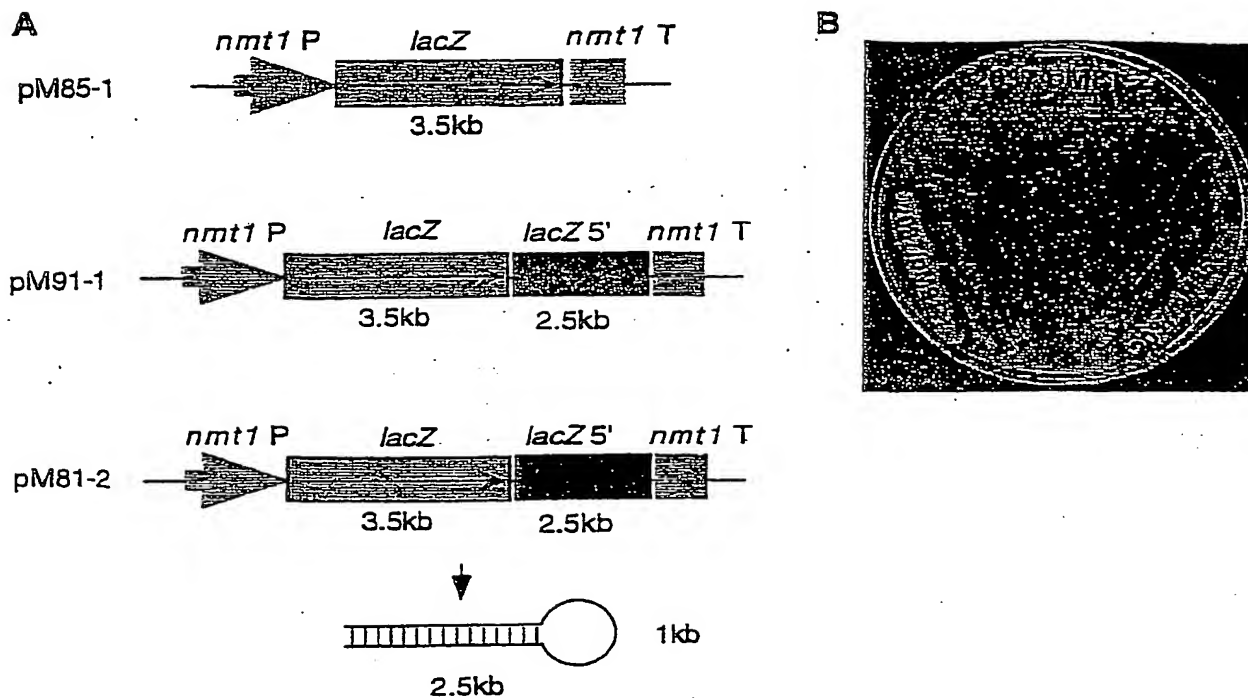 A
nmt1 P lacZ nmt1 T
pM85-1
3.5kb
nmt1 P lacZ lacZ 5' nmt1 T
pM91-1
3.5kb 2.5kb
nmt1 P lacZ lacZ 5' nmt1 T
pM81-2
3.5kb 2.5kb
1kb
2.5kb
B